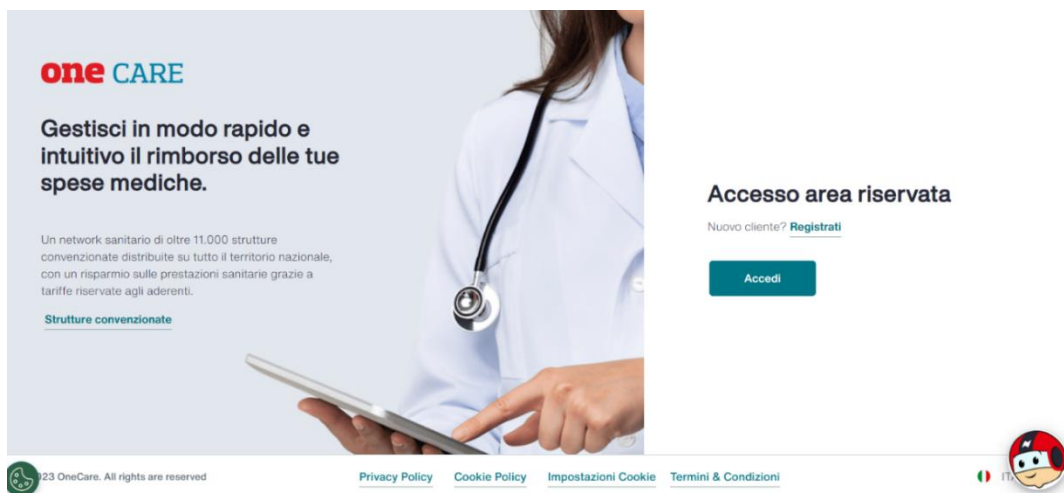 one CARE
Gestisci in modo rapido e
intuitivo il rimborso delle tue
spese mediche.
Un network sanitario di oltre 11.000 strutture
convenzionate distribuite su tutto il territorio nazionale,
con un risparmio sulle prestazioni sanitarie grazie a
tariffe riservate agli aderenti.
Strutture convenzionate
Accesso area riservata
Nuovo cliente? Registrati
Accedi
23 OneCare. All rights are reserved
Privacy Policy
Cookie Policy
Impostazioni Cookie
Termini & Condizioni